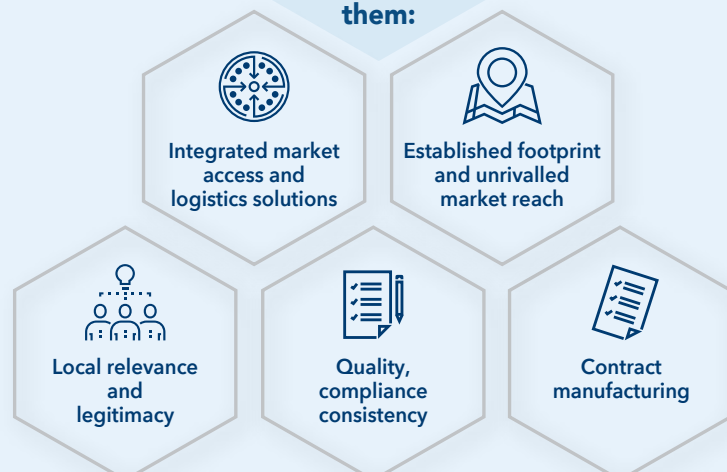 them:
Integrated market
access and
logistics solutions
Established footprint
and unrivalled
market reach
Local relevance
and
legitimacy
Quality,
compliance
consistency
Contract
manufacturing